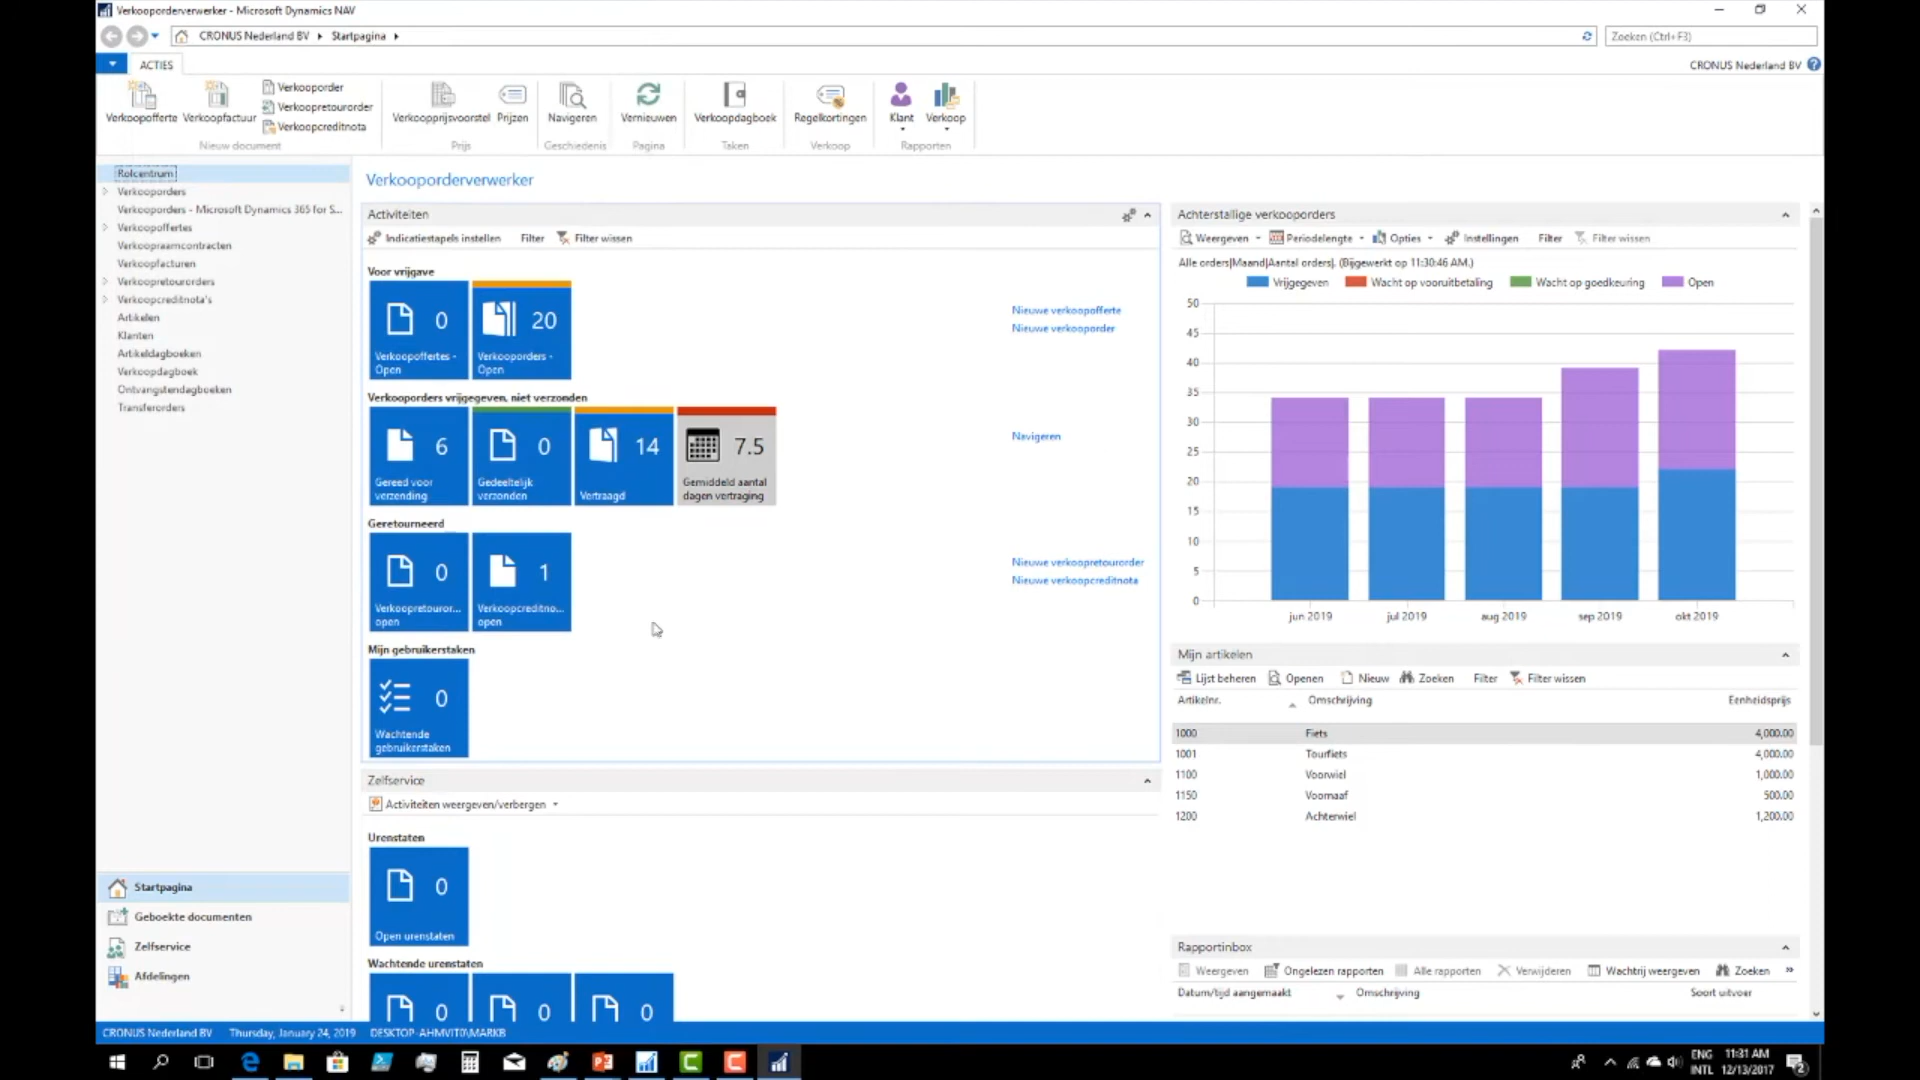 Verkooporderverwerker - Microsoft Dynamics NAV
CRONUS Nederland BV ▸ Startpagina ▸
Zoeken (Ctrl+F3)
ACTIES
CRONUS Nederland BV
Verkoopofferte
Verkoopfactuur
Verkooporder
Verkoopretourorder
Verkoopcreditnota
Nieuw document
Verkoopprijsvoorstel
Prijzen
Prijs
Navigeren
Geschiedenis
Vernieuwen
Pagina
Verkoopdagboek
Taken
Regelkortingen
Verkoop
Klant
Verkoop
Rapporten
Rolcentrum
Verkooporders
Verkooporders - Microsoft Dynamics 365 for S...
Verkoopoffertes
Verkoopraamcontracten
Verkoopfacturen
Verkoopretourorders
Verkoopcreditnota's
Artikelen
Klanten
Artikeldagboeken
Verkoopdagboek
Ontvangstendagboeken
Transferorders
Startpagina
Geboekte documenten
Zelfservice
Afdelingen
Verkooporderverwerker
Activiteiten
Indicatiestapels instellen Filter Filter wissen
Voor vrijgave
0
Verkoopoffertes -
Open
20
Verkooporders -
Open
Nieuwe verkoopofferte
Nieuwe verkooporder
Verkooporders vrijgegeven, niet verzonden
6
Gereed voor
verzending
0
Gedeeltelijk
verzonden
14
Vertraagd
7.5
Gemiddeld aantal
dagen vertraging
Navigeren
Geretourneerd
0
Verkoopretouror...
open
1
Verkoopcreditno...
open
Nieuwe verkoopretourorder
Nieuwe verkoopcreditnota
Mijn gebruikerstaken
0
Wachtende
gebruikerstaken
Zelfservice
Activiteiten weergeven/verbergen
Urenstaten
0
Open urenstaten
Wachtende urenstaten
0
0
0
Achterstallige verkooporders
Weergeven Periodelengte Opties Instellingen Filter Filter wissen
Alle orders|Maand|Aantal orders|. (Bijgewerkt op 11:30:46 AM.)
Vrijgegeven Wacht op vooruitbetaling Wacht op goedkeuring Open
50
45
40
35
30
25
20
15
10
5
0
jun 2019 jul 2019 aug 2019 sep 2019 okt 2019
Mijn artikelen
Lijst beheren Openen Nieuw Zoeken Filter Filter wissen
Artikelnr. Omschrijving Eenheidsprijs
1000 Fiets 4,000.00
1001 Tourfiets 4,000.00
1100 Voorwiel 1,000.00
1150 Voornaaf 500.00
1200 Achterwiel 1,200.00
Rapportinbox
Weergeven Ongelezen rapporten Alle rapporten Verwijderen Wachtrij weergeven Zoeken »
Datum/tijd aangemaakt Omschrijving Soort uitvoer
CRONUS Nederland BV Thursday, January 24, 2019 DESKTOP-AHMVIT0\MARKB
ENG 11:31 AM
INTL 12/13/2017
2